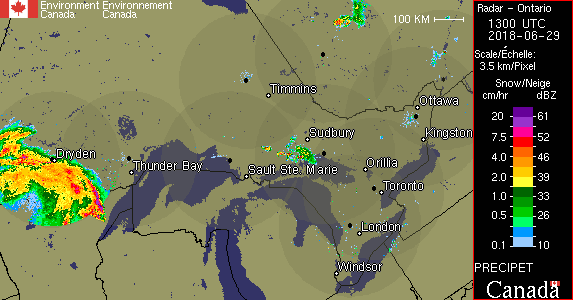 Environment Environnement
Canada Canada
100 KM
Timmins
Ottawa
Sudbury
Kingston
Dryden
Thunder Bay
Sault Ste. Marie
Orillia
Toronto
London
Windsor
Radar - Ontario
1300 UTC
2018-06-29
Scale/Échelle:
3.5 km/Pixel
Snow/Neige
cm/hr dBZ
20 61
7.5 52
4.0 46
2.0 39
1.0 33
0.5 26
0.1 10
PRECIPET
Canada